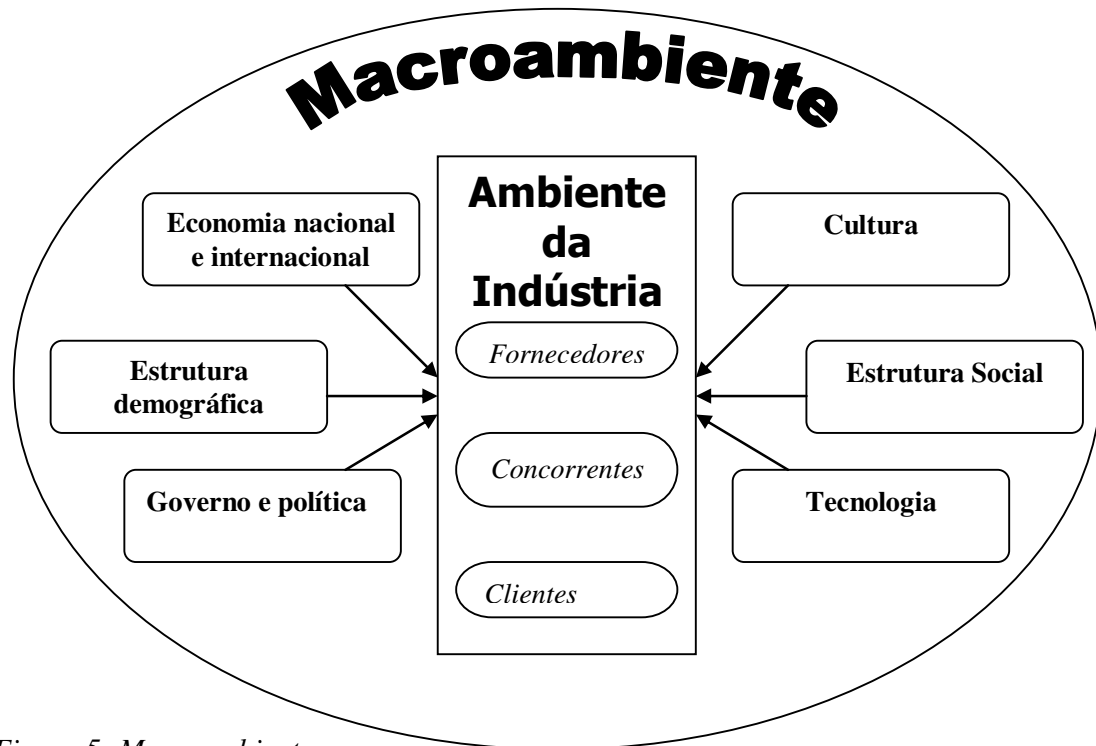 Macroambiente
Ambiente
da
Indústria
Economia nacional
e internacional
Cultura
Fornecedores
Estrutura
demográfica
Estrutura Social
Concorrentes
Governo e política
Tecnologia
Clientes